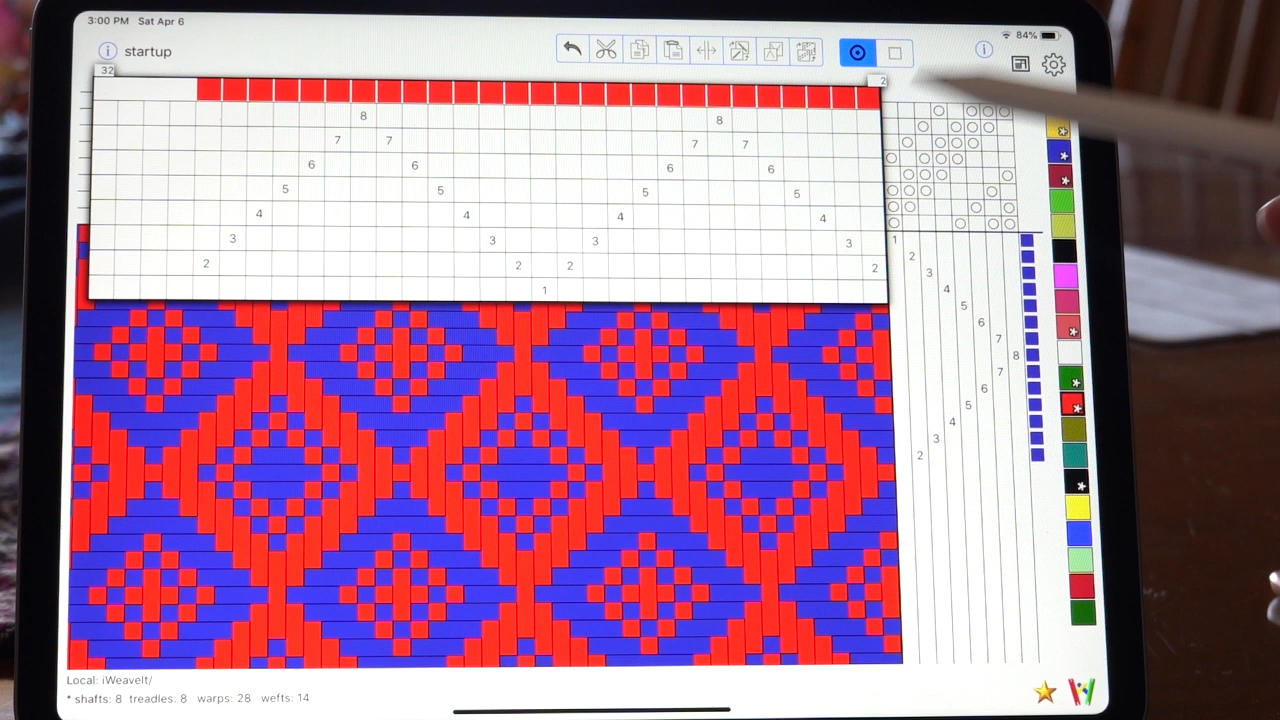 3:00 PM Sat Apr 6
84%
startup
32
2
8 8
7 7 7 7
6 6 6 6
5 5 5 5
4 4 4 4
3 3 3 3
2 2 2 2
1
1
2
3
4
5
6
7
8
7
6
5
4
3
2
Local: iWeaveIt/
* shafts: 8 treadles: 8 warps: 28 wefts: 14